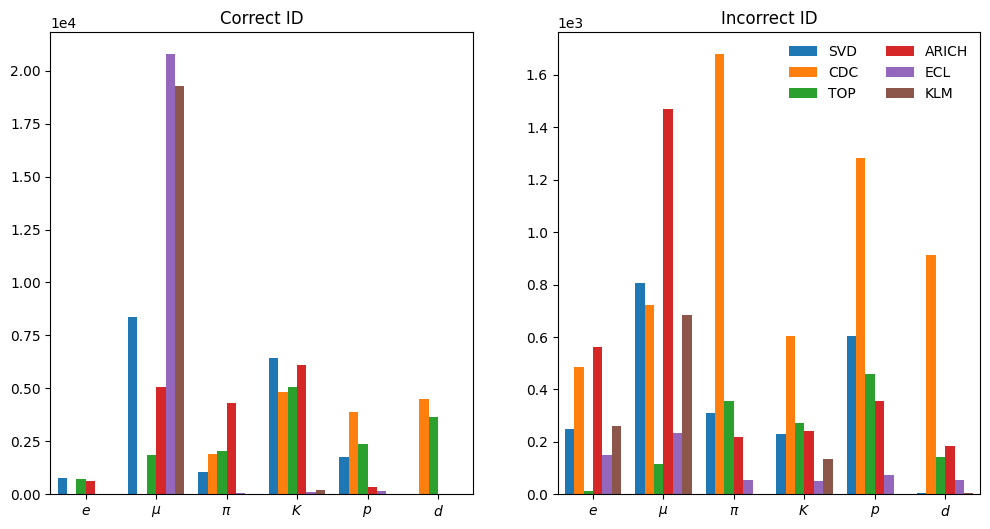 Correct ID
1e4
2.00
1.75
1.50
1.25
1.00
0.75
0.50
0.25
0.00
e μ π K p d
Incorrect ID
1e3
1.6
1.4
1.2
1.0
0.8
0.6
0.4
0.2
0.0
e μ π K p d
SVD
CDC
TOP
ARICH
ECL
KLM